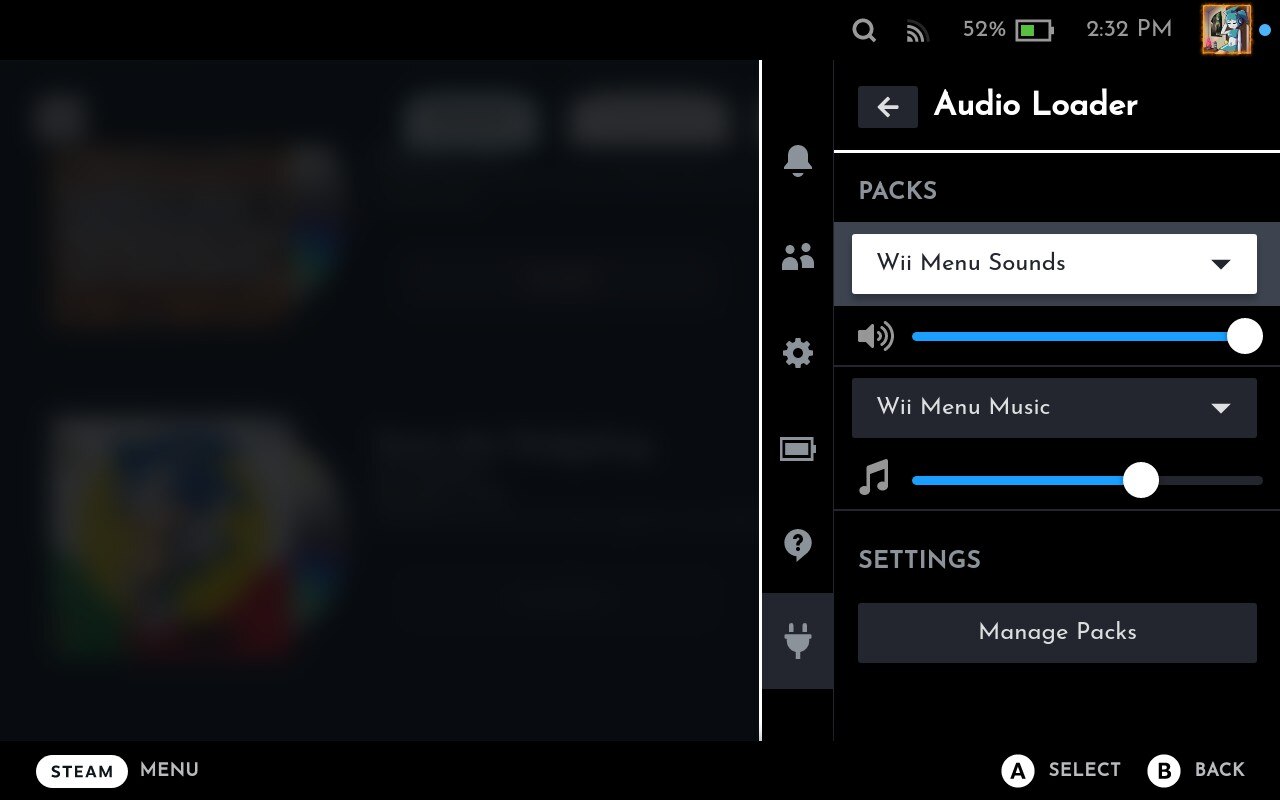 52% 2:32 PM
Audio Loader
PACKS
Wii Menu Sounds
Wii Menu Music
SETTINGS
Manage Packs
STEAM MENU A SELECT B BACK